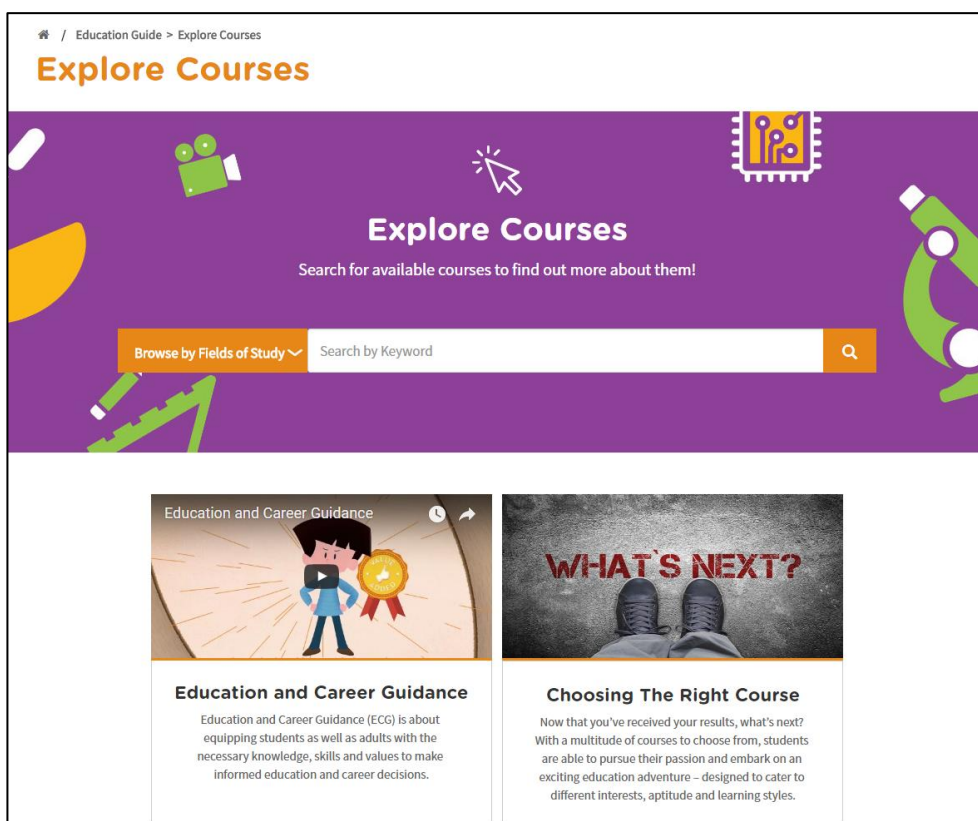 / Education Guide > Explore Courses
Explore Courses
Explore Courses
Search for available courses to find out more about them!
Browse by Fields of Study
Search by Keyword
Education and Career Guidance
WHAT'S NEXT?
Education and Career Guidance
Education and Career Guidance (ECG) is about
equipping students as well as adults with the
necessary knowledge, skills and values to make
informed education and career decisions.
Choosing The Right Course
Now that you've received your results, what's next?
With a multitude of courses to choose from, students
are able to pursue their passion and embark on an
exciting education adventure – designed to cater to
different interests, aptitude and learning styles.